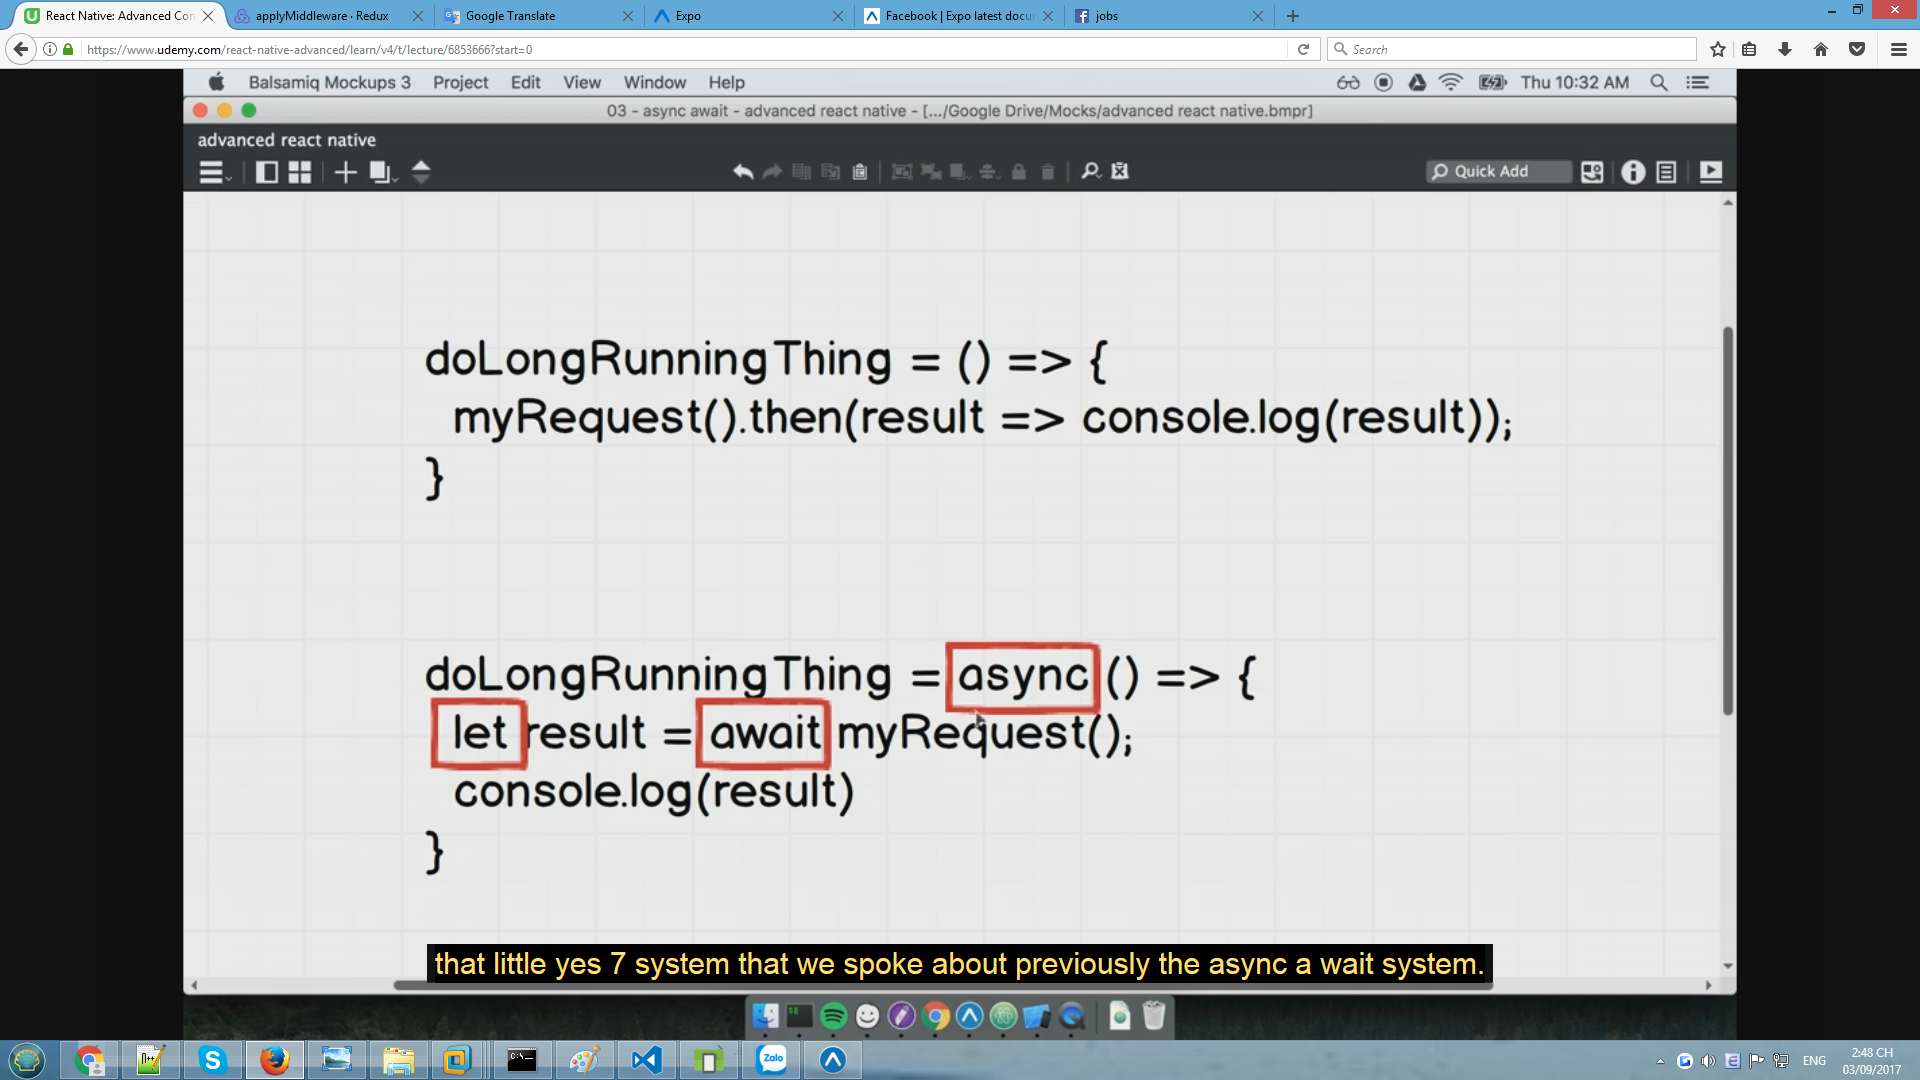 React Native: Advanced Con
applyMiddleware · Redux
Google Translate
Expo
Facebook | Expo latest docu
jobs
https://www.udemy.com/react-native-advanced/learn/v4/t/lecture/6853666?start=0
Search
Balsamiq Mockups 3 Project Edit View Window Help
Thu 10:32 AM
03 - async await - advanced react native - [.../Google Drive/Mocks/advanced react native.bmpr]
advanced react native
Quick Add
doLongRunningThing = () => {
myRequest().then(result => console.log(result));
}
doLongRunningThing = async () => {
let result = await myRequest();
console.log(result)
}
that little yes 7 system that we spoke about previously the async a wait system.
Zalo
ENG
2:48 CH
03/09/2017